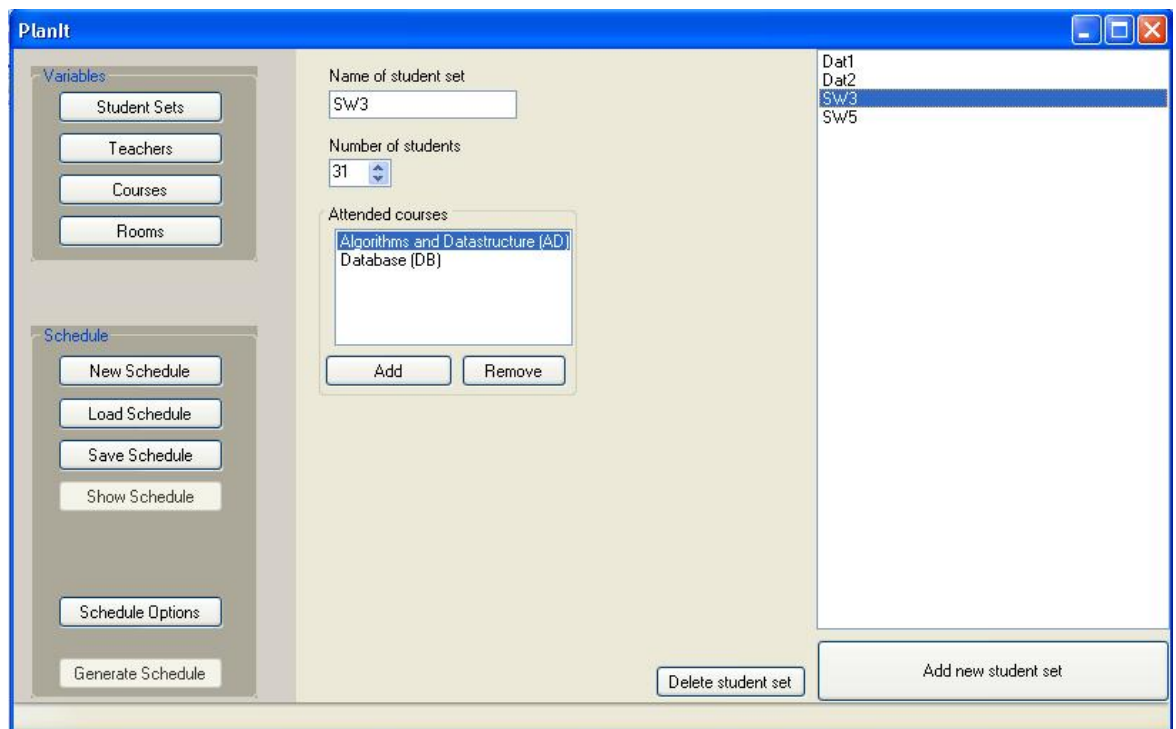 PlanIt
Variables
Student Sets
Teachers
Courses
Rooms
Schedule
New Schedule
Load Schedule
Save Schedule
Show Schedule
Schedule Options
Generate Schedule
Name of student set
SW3
Number of students
31
Attended courses
Algorithms and Datastructure (AD)
Database (DB)
Add
Remove
Delete student set
Dat1
Dat2
SW3
SW5
Add new student set